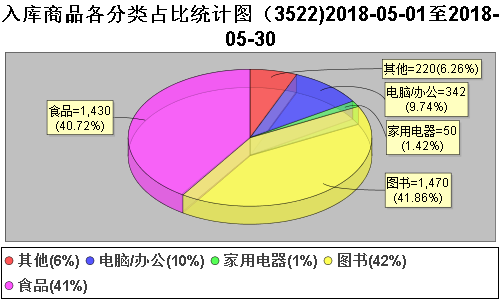 入库商品各分类占比统计图（3522)2018-05-01至2018-
05-30
其他=220(6.26%)
电脑/办公=342
(9.74%)
食品=1,430
(40.72%)
家用电器=50
(1.42%)
图书=1,470
(41.86%)
其他(6%) 电脑/办公(10%) 家用电器(1%) 图书(42%)
食品(41%)